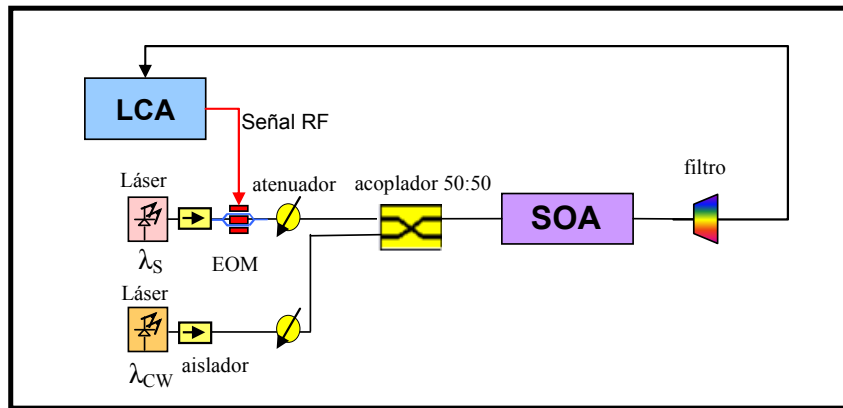 LCA
Señal RF
Láser
atenuador
acoplador 50:50
filtro
SOA
λS
EOM
Láser
λCW
aislador